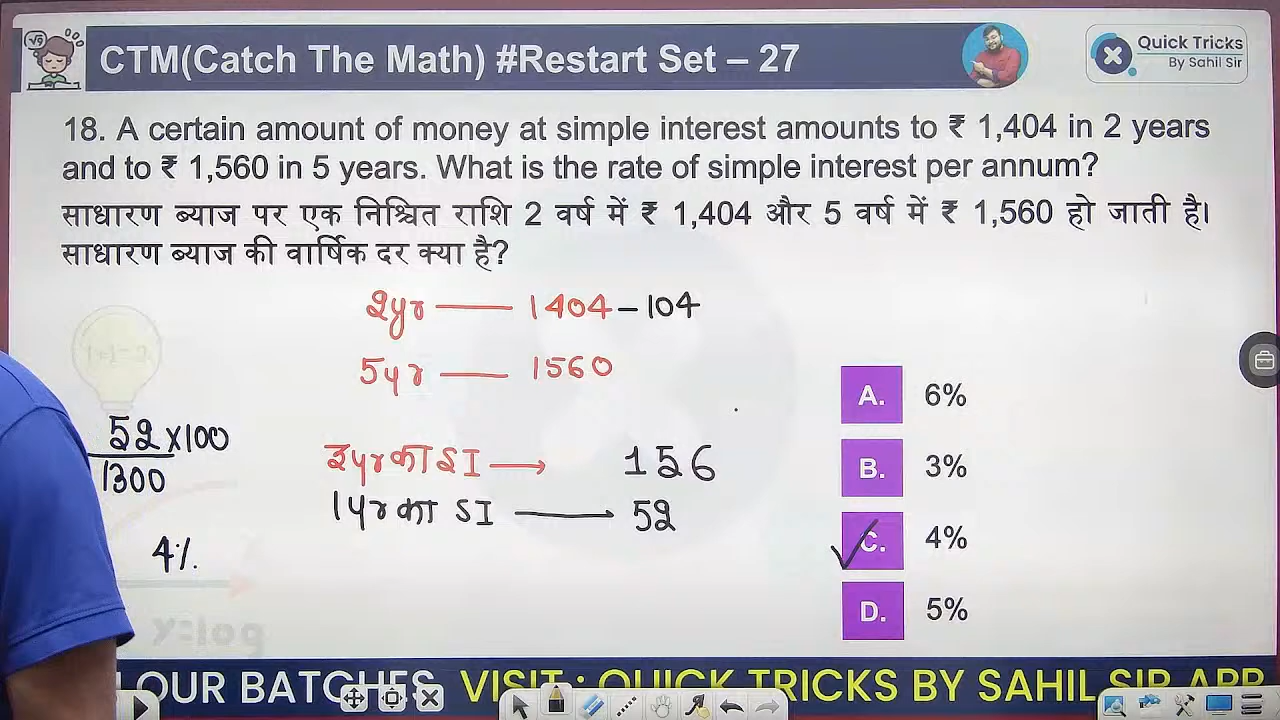 CTM(Catch The Math) #Restart Set – 27
Quick Tricks
By Sahil Sir
18. A certain amount of money at simple interest amounts to ₹ 1,404 in 2 years
and to ₹ 1,560 in 5 years. What is the rate of simple interest per annum?
साधारण ब्याज पर एक निश्चित राशि 2 वर्ष में ₹ 1,404 और 5 वर्ष में ₹ 1,560 हो जाती है।
साधारण ब्याज की वार्षिक दर क्या है?
2yr — 1404 – 104
5yr — 1560
3yr का SI → 156
1yr का SI → 52
52 x 100
1300
4%.
A. 6%
B. 3%
C. 4%
D. 5%
OUR BATCHES VISIT : QUICK TRICKS BY SAHIL SIR APP